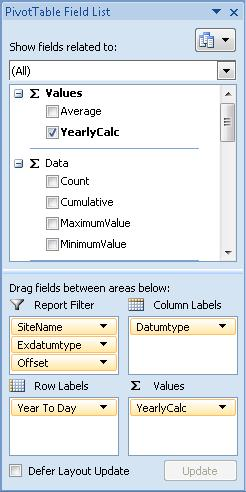 PivotTable Field List
Show fields related to:
(All)
Σ Values
Average
YearlyCalc
Σ Data
Count
Cumulative
MaximumValue
MinimumValue
Drag fields between areas below:
Report Filter
Column Labels
SiteName
Datumtype
Exdatumtype
Offset
Row Labels
Σ Values
Year To Day
YearlyCalc
Defer Layout Update
Update